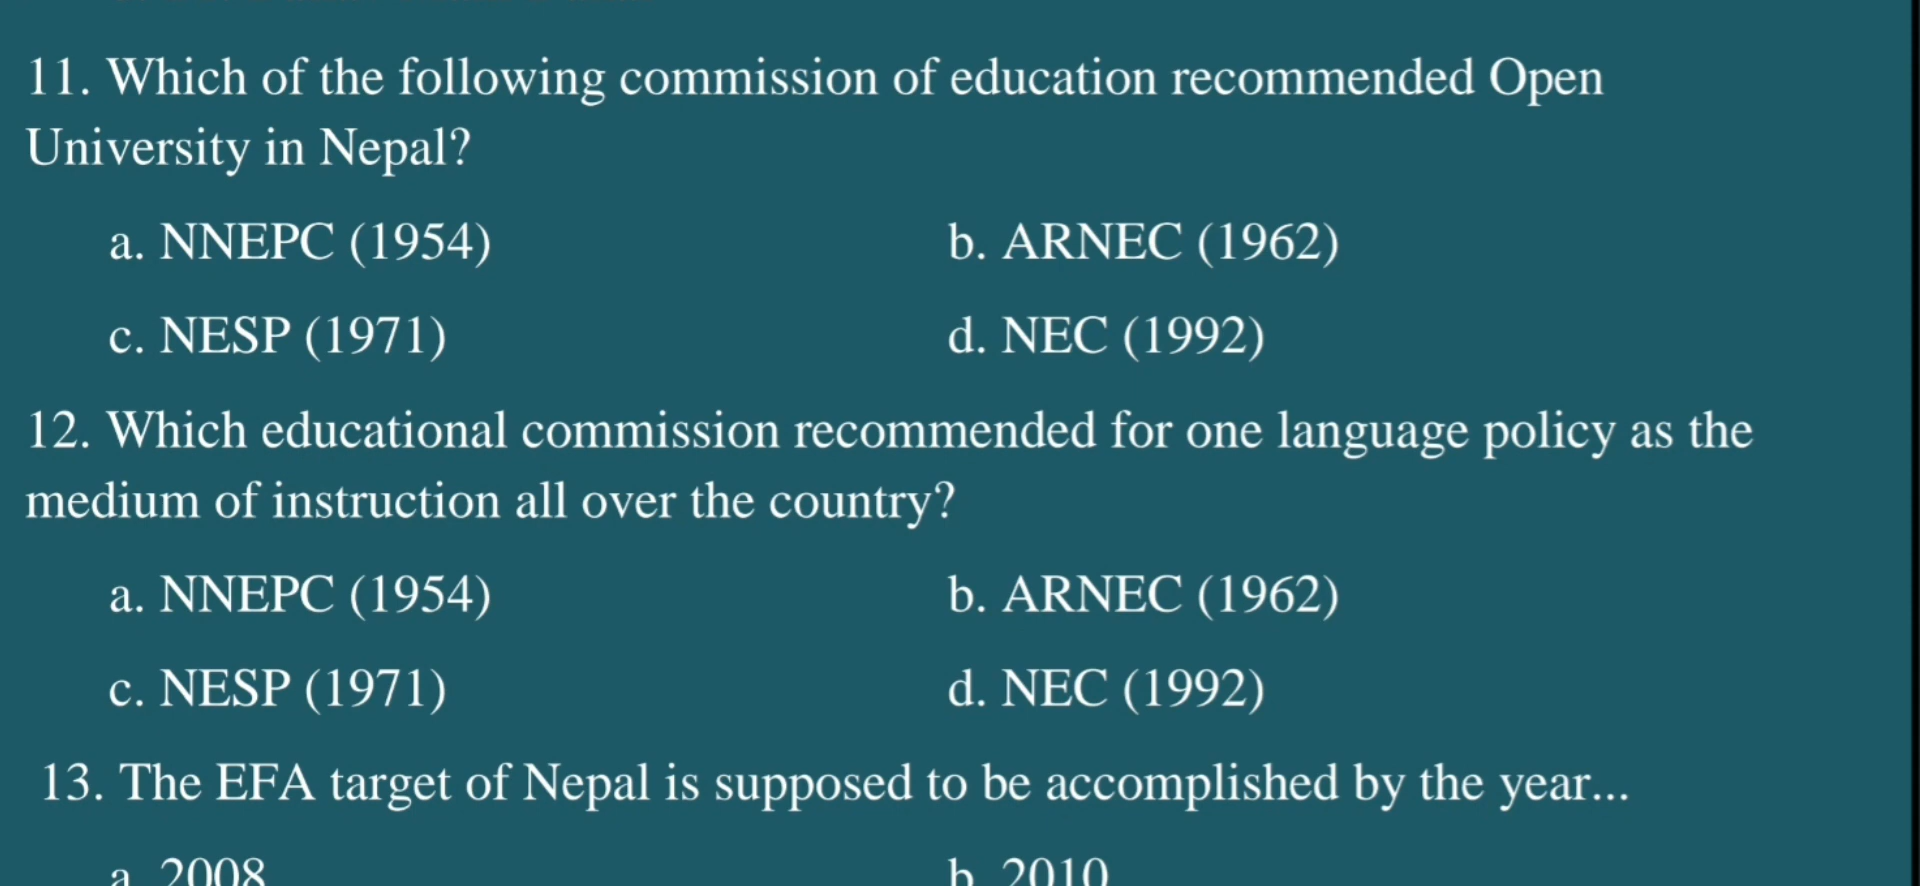 11. Which of the following commission of education recommended Open
University in Nepal?
a. NNEPC (1954) b. ARNEC (1962)
c. NESP (1971) d. NEC (1992)
12. Which educational commission recommended for one language policy as the
medium of instruction all over the country?
a. NNEPC (1954) b. ARNEC (1962)
c. NESP (1971) d. NEC (1992)
13. The EFA target of Nepal is supposed to be accomplished by the year...
a. 2008 b. 2010